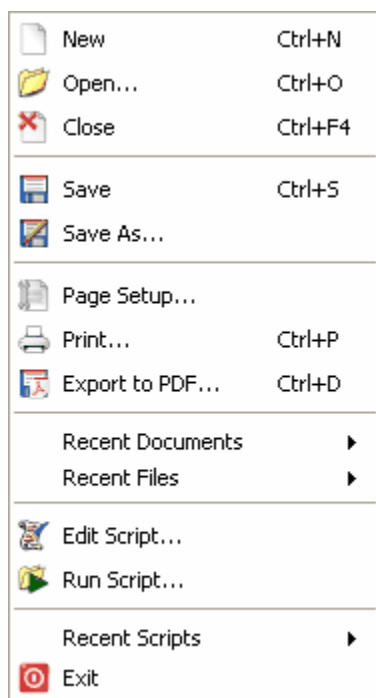 New Ctrl+N
Open... Ctrl+O
Close Ctrl+F4
Save Ctrl+S
Save As...
Page Setup...
Print... Ctrl+P
Export to PDF... Ctrl+D
Recent Documents
Recent Files
Edit Script...
Run Script...
Recent Scripts
Exit